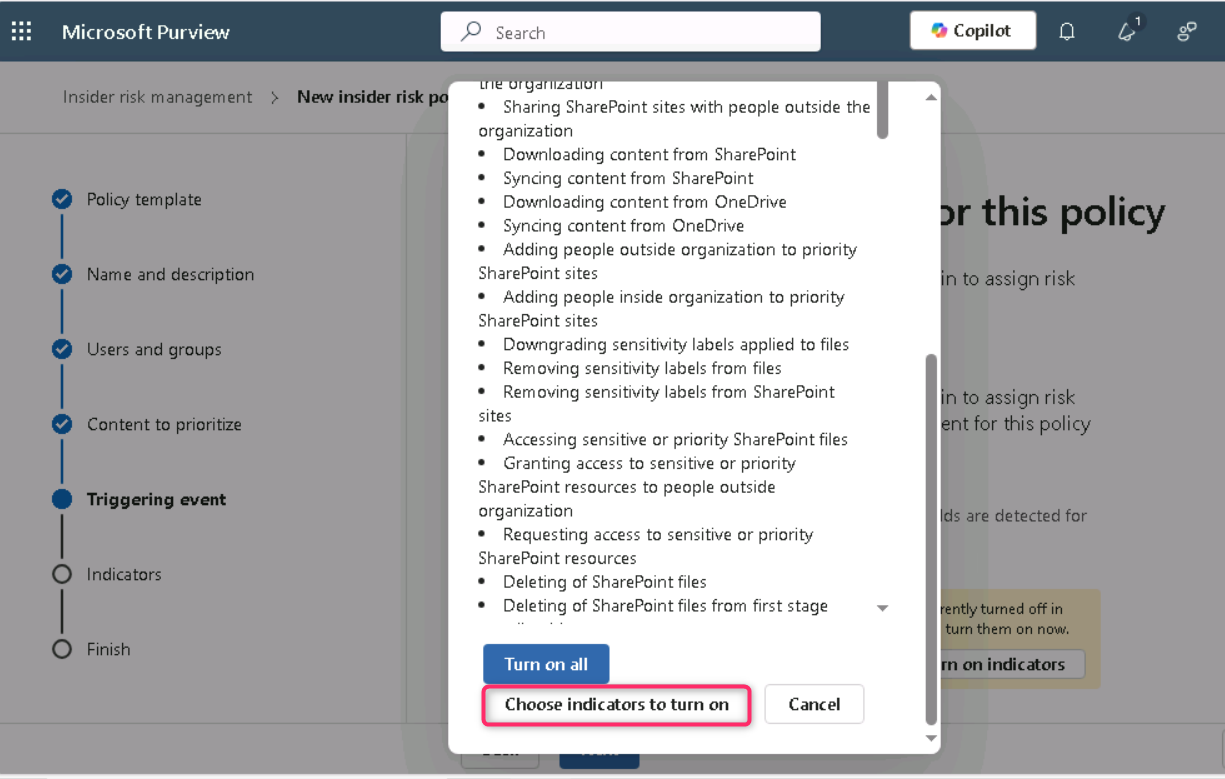 Microsoft Purview
Search
Copilot
1
Insider risk management > New insider risk po
Policy template
Name and description
Users and groups
Content to prioritize
Triggering event
Indicators
Finish
the organization
• Sharing SharePoint sites with people outside the
organization
• Downloading content from SharePoint
• Syncing content from SharePoint
• Downloading content from OneDrive
• Syncing content from OneDrive
• Adding people outside organization to priority
SharePoint sites
• Adding people inside organization to priority
SharePoint sites
• Downgrading sensitivity labels applied to files
• Removing sensitivity labels from files
• Removing sensitivity labels from SharePoint
sites
• Accessing sensitive or priority SharePoint files
• Granting access to sensitive or priority
SharePoint resources to people outside
organization
• Requesting access to sensitive or priority
SharePoint resources
• Deleting of SharePoint files
• Deleting of SharePoint files from first stage
Turn on all
Choose indicators to turn on
Cancel
or this policy
in to assign risk
in to assign risk
ent for this policy
lds are detected for
rently turned off in
turn them on now.
rn on indicators